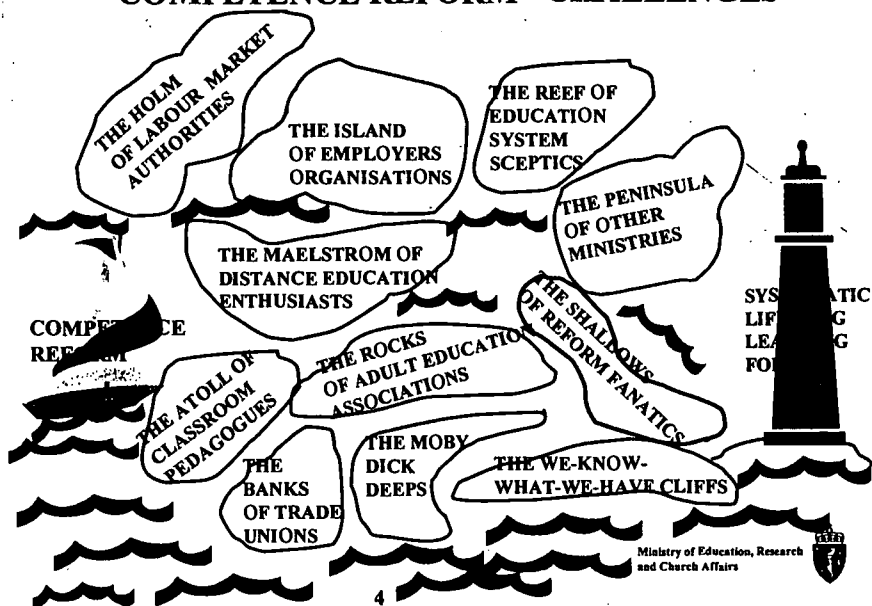 COMPETENCE REFORM - CHALLENGES
THE HOLM
OF LABOUR MARKET
AUTHORITIES
THE ISLAND
OF EMPLOYERS
ORGANISATIONS
THE REEF OF
EDUCATION
SYSTEM
SCEPTICS
THE PENINSULA
OF OTHER
MINISTRIES
THE MAELSTROM OF
DISTANCE EDUCATION
ENTHUSIASTS
COMPETENCE
REFORM
THE SHALLOWS
OF REFORM FANATICS
THE ROCKS
OF ADULT EDUCATION
ASSOCIATIONS
THE ATOLL OF
CLASSROOM
PEDAGOGUES
THE
BANKS
OF TRADE
UNIONS
THE MOBY
DICK
DEEPS
THE WE-KNOW-
WHAT-WE-HAVE CLIFFS
Ministry of Education, Research
and Church Affairs
4